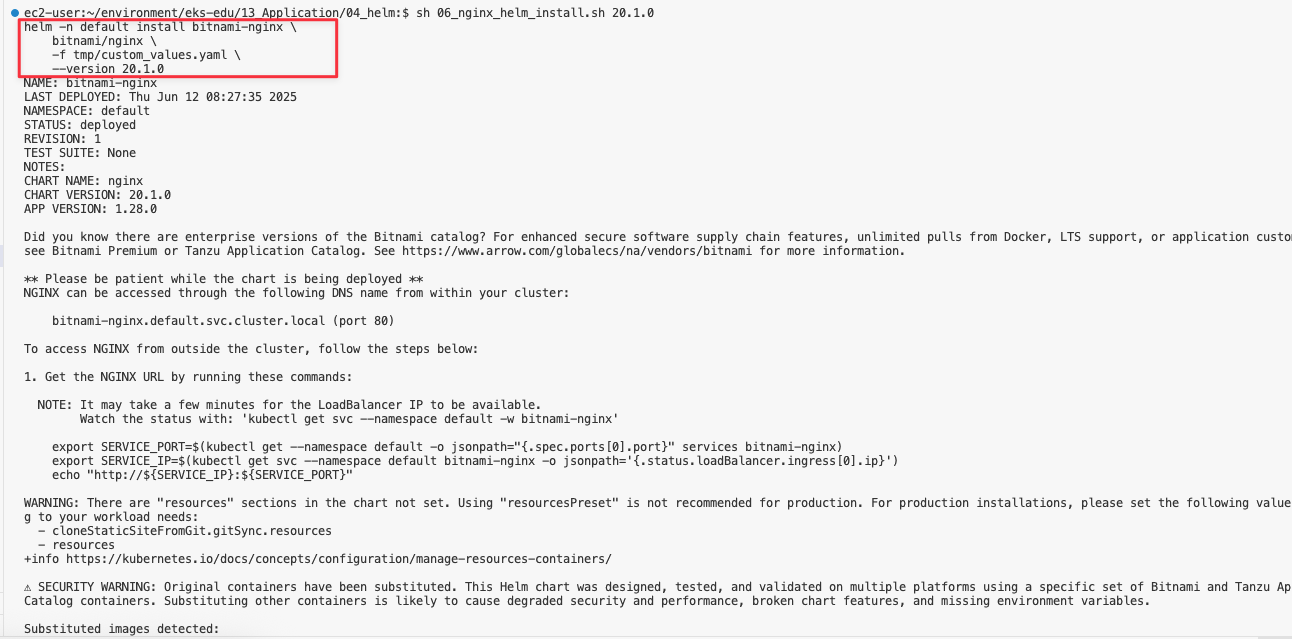 ec2-user:~/environment/eks-edu/13_Application/04_helm:$ sh 06_nginx_helm_install.sh 20.1.0
helm -n default install bitnami-nginx \
bitnami/nginx \
-f tmp/custom_values.yaml \
--version 20.1.0
NAME: bitnami-nginx
LAST DEPLOYED: Thu Jun 12 08:27:35 2025
NAMESPACE: default
STATUS: deployed
REVISION: 1
TEST SUITE: None
NOTES:
CHART NAME: nginx
CHART VERSION: 20.1.0
APP VERSION: 1.28.0
Did you know there are enterprise versions of the Bitnami catalog? For enhanced secure software supply chain features, unlimited pulls from Docker, LTS support, or application custo
see Bitnami Premium or Tanzu Application Catalog. See https://www.arrow.com/globalecs/na/vendors/bitnami for more information.
** Please be patient while the chart is being deployed **
NGINX can be accessed through the following DNS name from within your cluster:
bitnami-nginx.default.svc.cluster.local (port 80)
To access NGINX from outside the cluster, follow the steps below:
1. Get the NGINX URL by running these commands:
NOTE: It may take a few minutes for the LoadBalancer IP to be available.
Watch the status with: 'kubectl get svc --namespace default -w bitnami-nginx'
export SERVICE_PORT=$(kubectl get --namespace default -o jsonpath="{.spec.ports[0].port}" services bitnami-nginx)
export SERVICE_IP=$(kubectl get svc --namespace default bitnami-nginx -o jsonpath='{.status.loadBalancer.ingress[0].ip}')
echo "http://${SERVICE_IP}:${SERVICE_PORT}"
WARNING: There are "resources" sections in the chart not set. Using "resourcesPreset" is not recommended for production. For production installations, please set the following value
g to your workload needs:
- cloneStaticSiteFromGit.gitSync.resources
- resources
+info https://kubernetes.io/docs/concepts/configuration/manage-resources-containers/
⚠ SECURITY WARNING: Original containers have been substituted. This Helm chart was designed, tested, and validated on multiple platforms using a specific set of Bitnami and Tanzu Ap
Catalog containers. Substituting other containers is likely to cause degraded security and performance, broken chart features, and missing environment variables.
Substituted images detected: